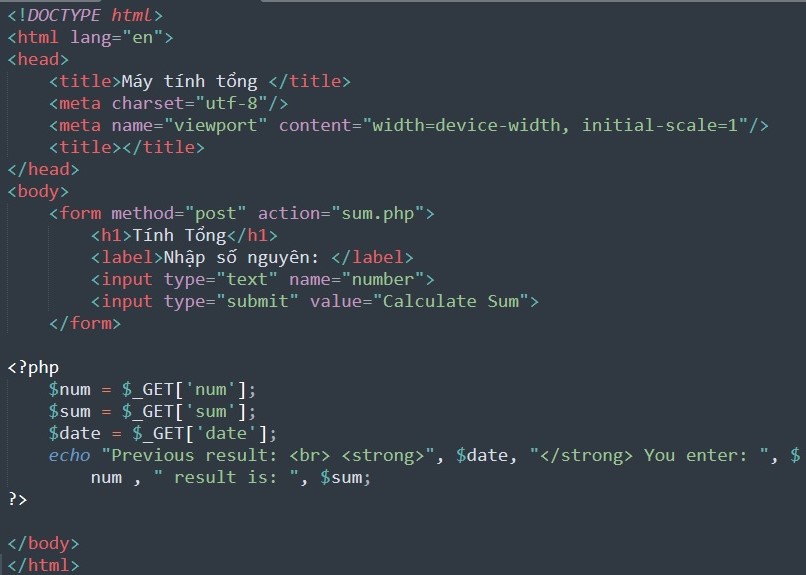 <!DOCTYPE html>
<html lang="en">
<head>
    <title>Máy tính tổng </title>
    <meta charset="utf-8"/>
    <meta name="viewport" content="width=device-width, initial-scale=1"/>
    <title></title>
</head>
<body>
    <form method="post" action="sum.php">
        <h1>Tính Tổng</h1>
        <label>Nhập số nguyên: </label>
        <input type="text" name="number">
        <input type="submit" value="Calculate Sum">
    </form>

<?php
    $num = $_GET['num'];
    $sum = $_GET['sum'];
    $date = $_GET['date'];
    echo "Previous result: <br> <strong>", $date, "</strong> You enter: ", $
        num , " result is: ", $sum;
?>

</body>
</html>